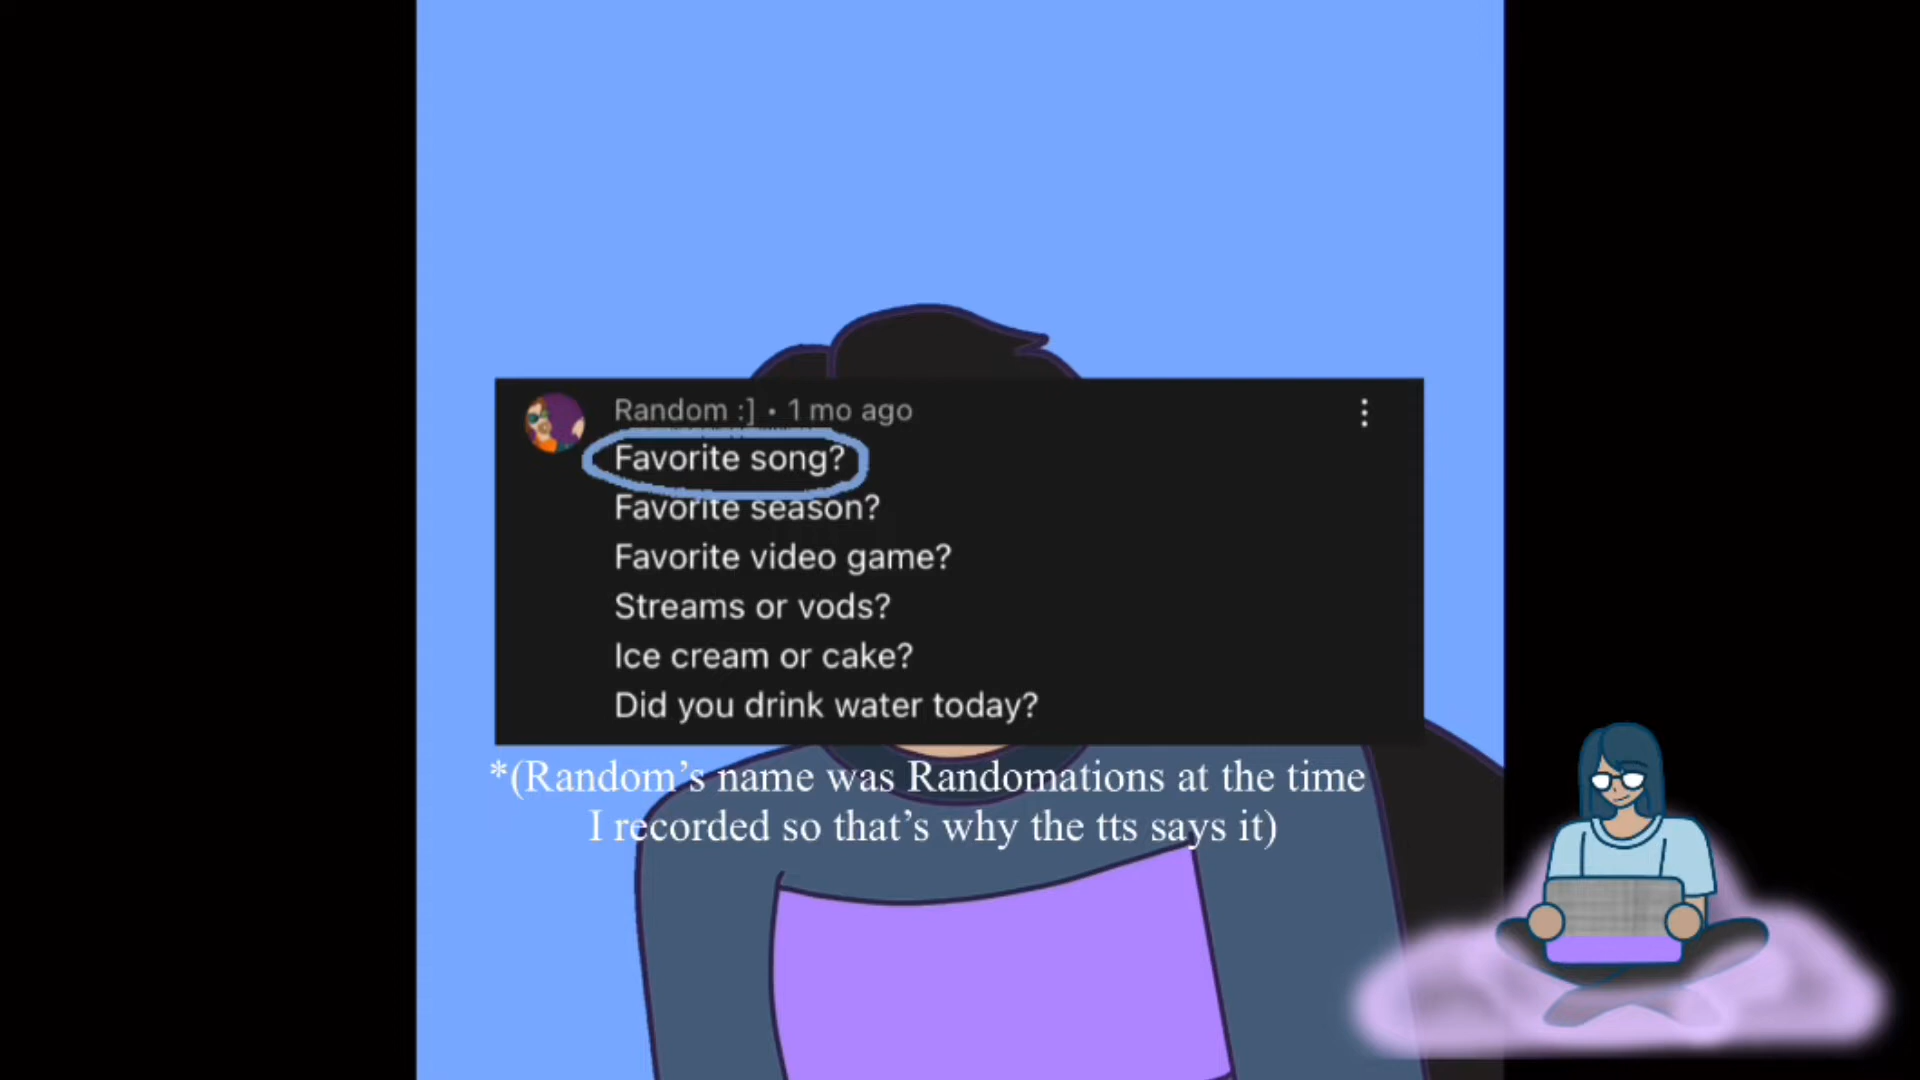 Random :] • 1 mo ago
Favorite song?
Favorite season?
Favorite video game?
Streams or vods?
Ice cream or cake?
Did you drink water today?
*(Random’s name was Randomations at the time
I recorded so that’s why the tts says it)